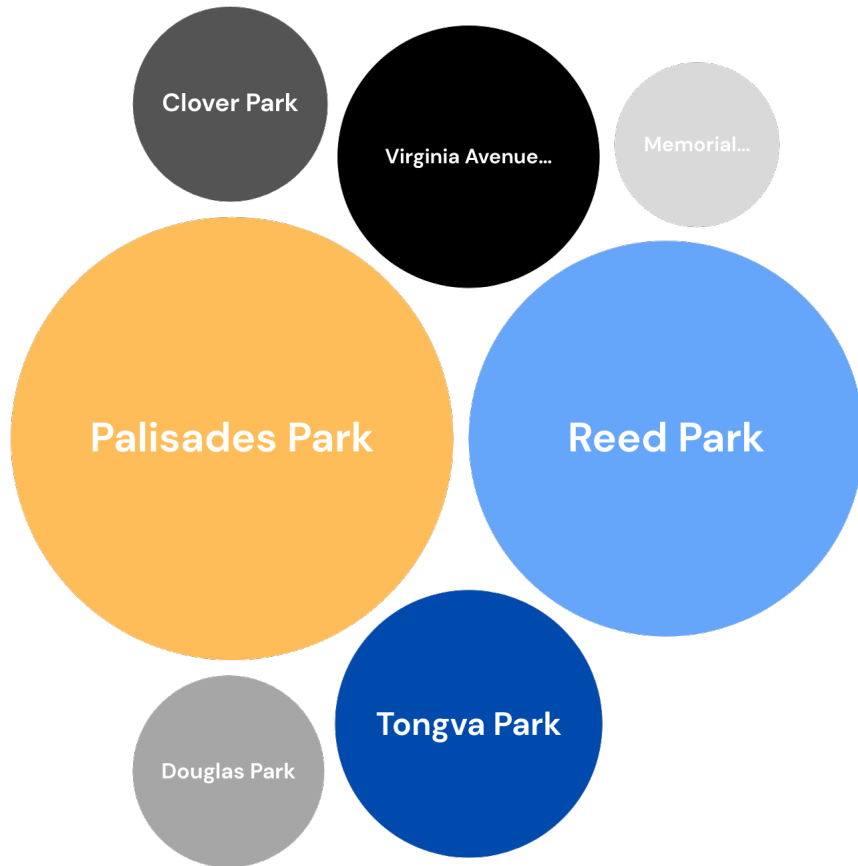 Clover Park
Virginia Avenue...
Memorial...
Palisades Park
Reed Park
Tongva Park
Douglas Park